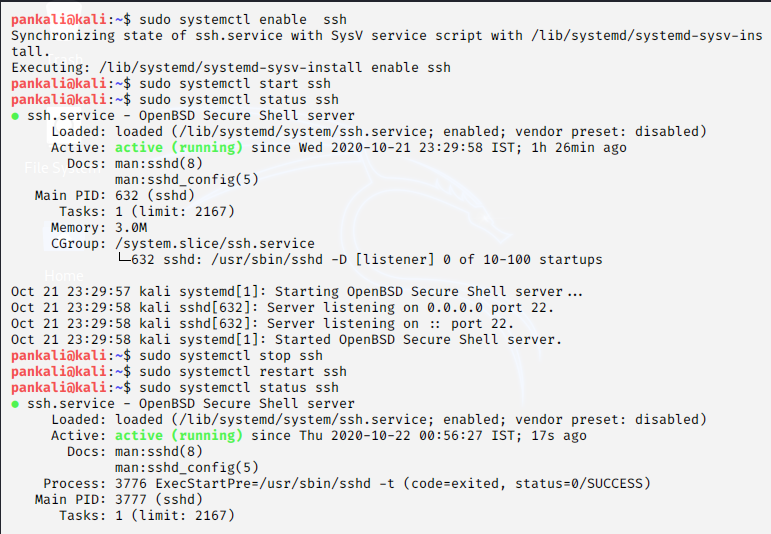 pankali@kali:~$ sudo systemctl enable  ssh
Synchronizing state of ssh.service with SysV service script with /lib/systemd/systemd-sysv-ins
tall.
Executing: /lib/systemd/systemd-sysv-install enable ssh
pankali@kali:~$ sudo systemctl start ssh
pankali@kali:~$ sudo systemctl status ssh
● ssh.service - OpenBSD Secure Shell server
     Loaded: loaded (/lib/systemd/system/ssh.service; enabled; vendor preset: disabled)
     Active: active (running) since Wed 2020-10-21 23:29:58 IST; 1h 26min ago
File System
       Docs: man:sshd(8)
             man:sshd_config(5)
   Main PID: 632 (sshd)
      Tasks: 1 (limit: 2167)
     Memory: 3.0M
     CGroup: /system.slice/ssh.service
             └─632 sshd: /usr/sbin/sshd -D [listener] 0 of 10-100 startups
Home
Oct 21 23:29:57 kali systemd[1]: Starting OpenBSD Secure Shell server...
Oct 21 23:29:58 kali sshd[632]: Server listening on 0.0.0.0 port 22.
Oct 21 23:29:58 kali sshd[632]: Server listening on :: port 22.
Oct 21 23:29:58 kali systemd[1]: Started OpenBSD Secure Shell server.
pankali@kali:~$ sudo systemctl stop ssh
pankali@kali:~$ sudo systemctl restart ssh
pankali@kali:~$ sudo systemctl status ssh
● ssh.service - OpenBSD Secure Shell server
     Loaded: loaded (/lib/systemd/system/ssh.service; enabled; vendor preset: disabled)
     Active: active (running) since Thu 2020-10-22 00:56:27 IST; 17s ago
       Docs: man:sshd(8)
             man:sshd_config(5)
    Process: 3776 ExecStartPre=/usr/sbin/sshd -t (code=exited, status=0/SUCCESS)
   Main PID: 3777 (sshd)
      Tasks: 1 (limit: 2167)